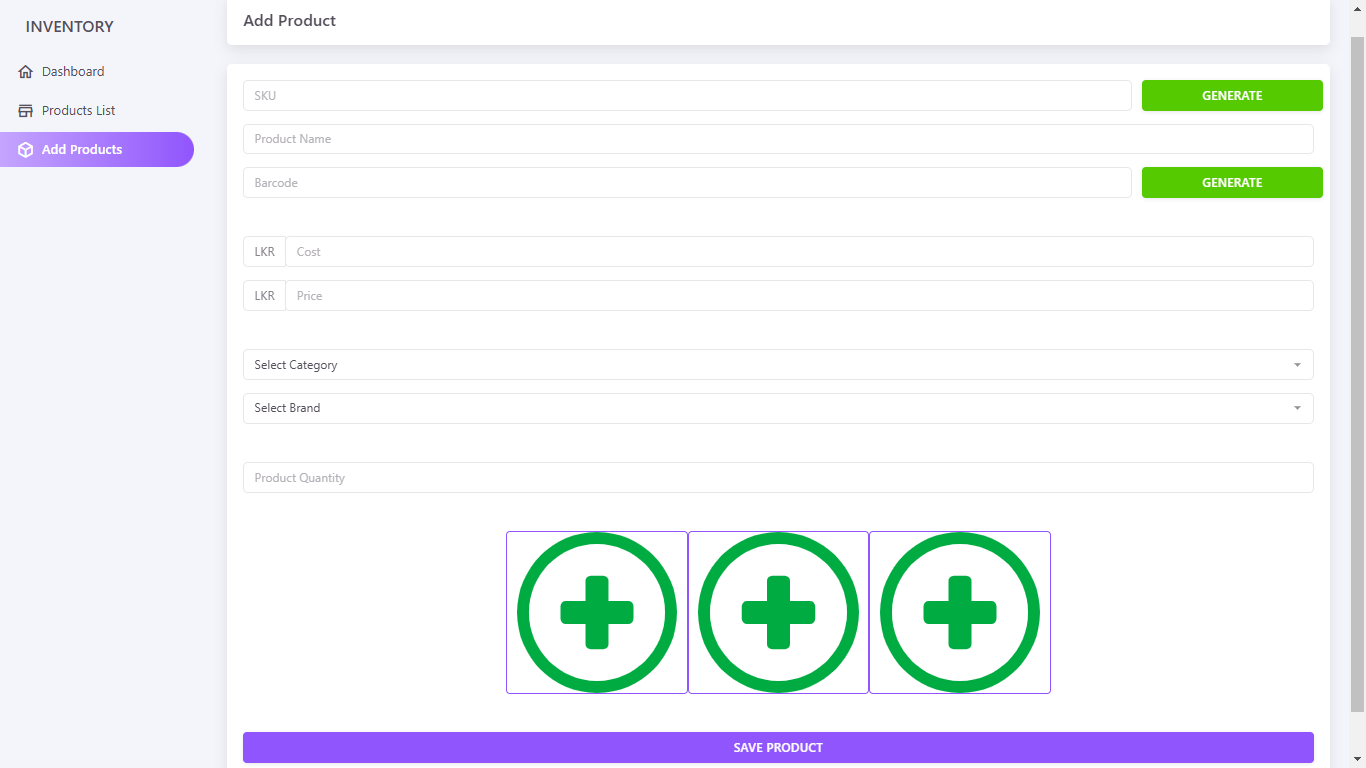 INVENTORY
Dashboard
Products List
Add Products
Add Product
SKU
GENERATE
Product Name
Barcode
GENERATE
LKR Cost
LKR Price
Select Category
Select Brand
Product Quantity
SAVE PRODUCT